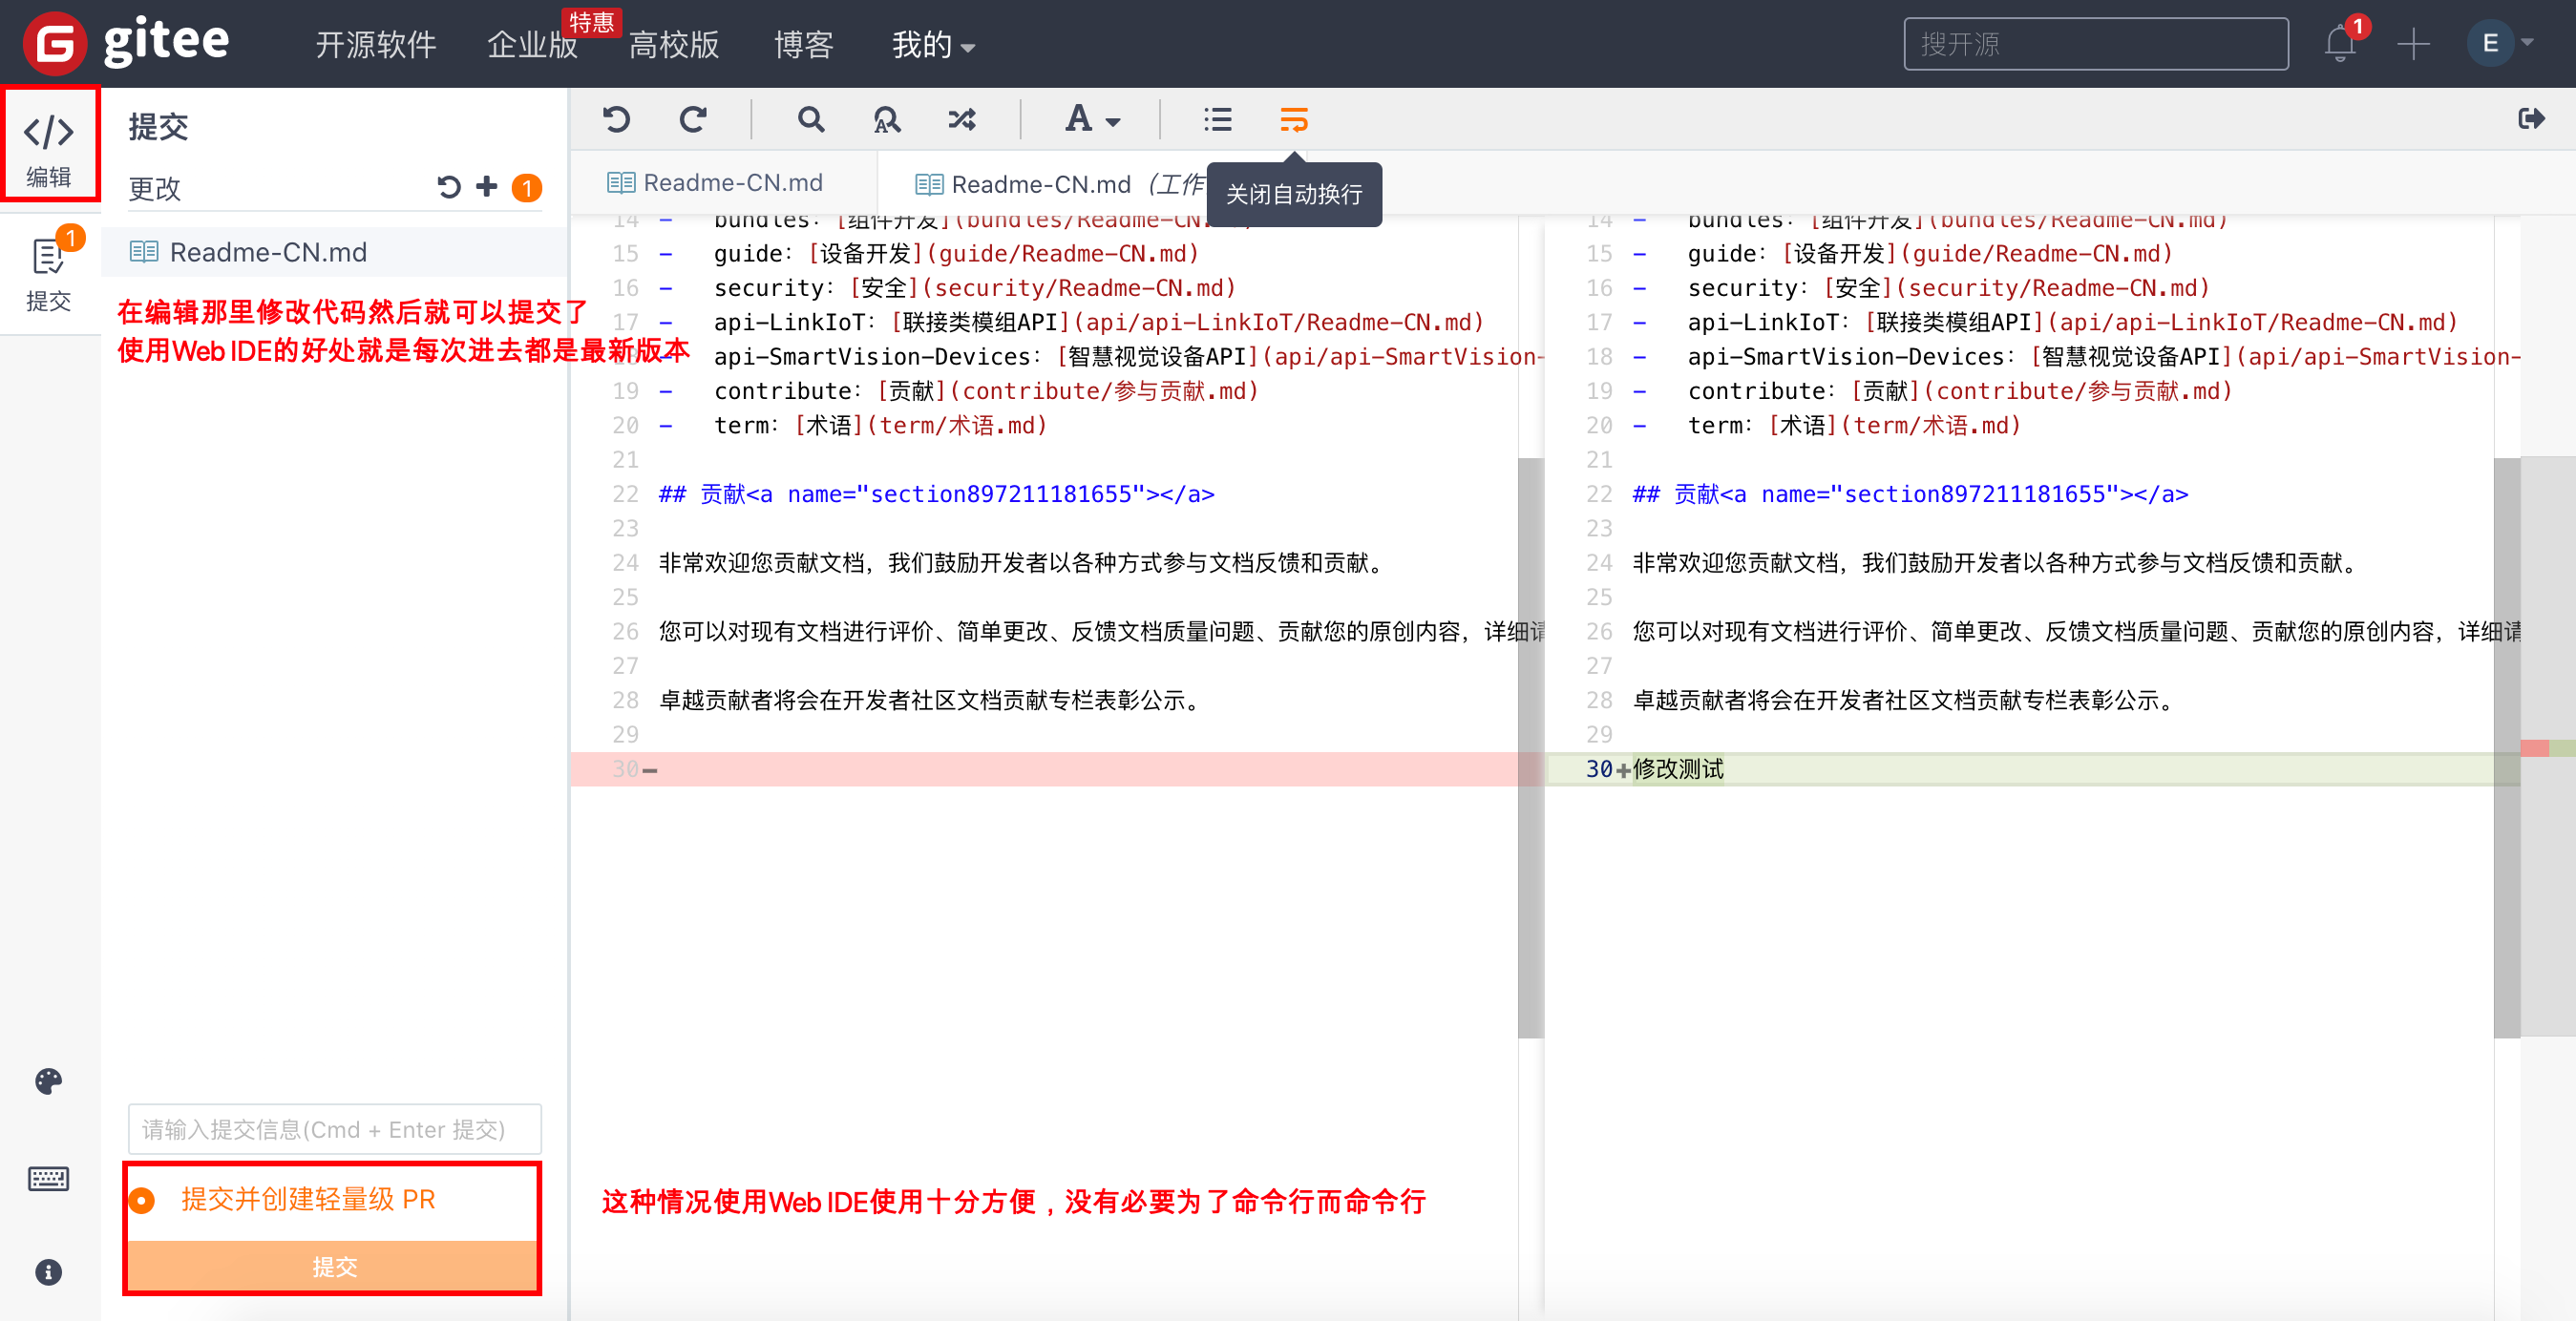 gitee
开源软件 企业版 特惠 高校版 博客 我的
搜开源
1
E
编辑
1
提交
提交
更改 1
Readme-CN.md
在编辑那里修改代码然后就可以提交了
使用Web IDE的好处就是每次进去都是最新版本
请输入提交信息(Cmd + Enter 提交)
提交并创建轻量级 PR
提交
A
Readme-CN.md
Readme-CN.md (工作
关闭自动换行
14 - bundles：[组件开发](bundles/Readme-CN.
15 - guide：[设备开发](guide/Readme-CN.md)
16 - security：[安全](security/Readme-CN.md)
17 - api-LinkIoT：[联接类模组API](api/api-LinkIoT/Readme-CN.md)
- api-SmartVision-Devices：[智慧视觉设备API](api/api-SmartVision-
19 - contribute：[贡献](contribute/参与贡献.md)
20 - term：[术语](term/术语.md)
21
22 ## 贡献<a name="section897211181655"></a>
23
24 非常欢迎您贡献文档，我们鼓励开发者以各种方式参与文档反馈和贡献。
25
26 您可以对现有文档进行评价、简单更改、反馈文档质量问题、贡献您的原创内容，详细请
27
28 卓越贡献者将会在开发者社区文档贡献专栏表彰公示。
29
30 -
这种情况使用Web IDE使用十分方便，没有必要为了命令行而命令行
14 - bundles：[组件开发](bundles/Readme-CN.md)
15 - guide：[设备开发](guide/Readme-CN.md)
16 - security：[安全](security/Readme-CN.md)
17 - api-LinkIoT：[联接类模组API](api/api-LinkIoT/Readme-CN.md)
18 - api-SmartVision-Devices：[智慧视觉设备API](api/api-SmartVision-
19 - contribute：[贡献](contribute/参与贡献.md)
20 - term：[术语](term/术语.md)
21
22 ## 贡献<a name="section897211181655"></a>
23
24 非常欢迎您贡献文档，我们鼓励开发者以各种方式参与文档反馈和贡献。
25
26 您可以对现有文档进行评价、简单更改、反馈文档质量问题、贡献您的原创内容，详细请
27
28 卓越贡献者将会在开发者社区文档贡献专栏表彰公示。
29
30 +修改测试